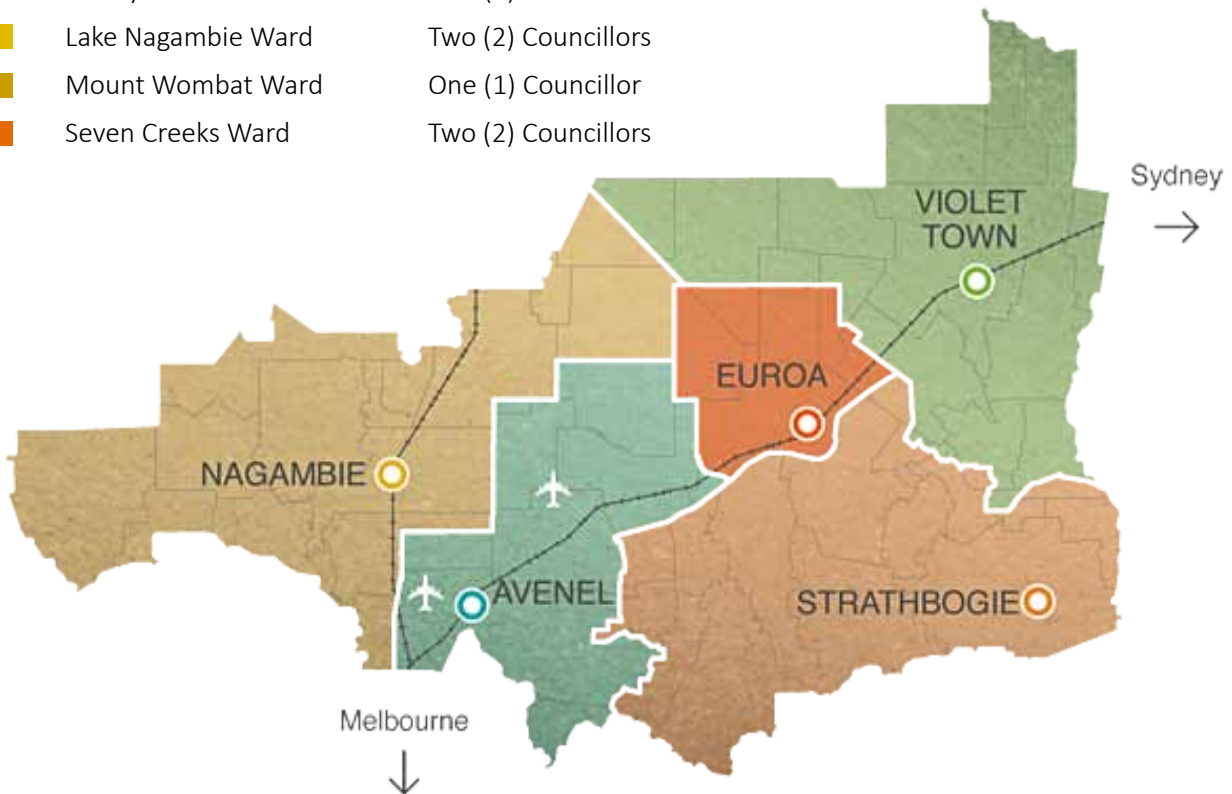 Lake Nagambie Ward Two (2) Councillors
Mount Wombat Ward One (1) Councillor
Seven Creeks Ward Two (2) Councillors
Sydney
VIOLET
TOWN
EUROA
NAGAMBIE
AVENEL
STRATHBOGIE
Melbourne